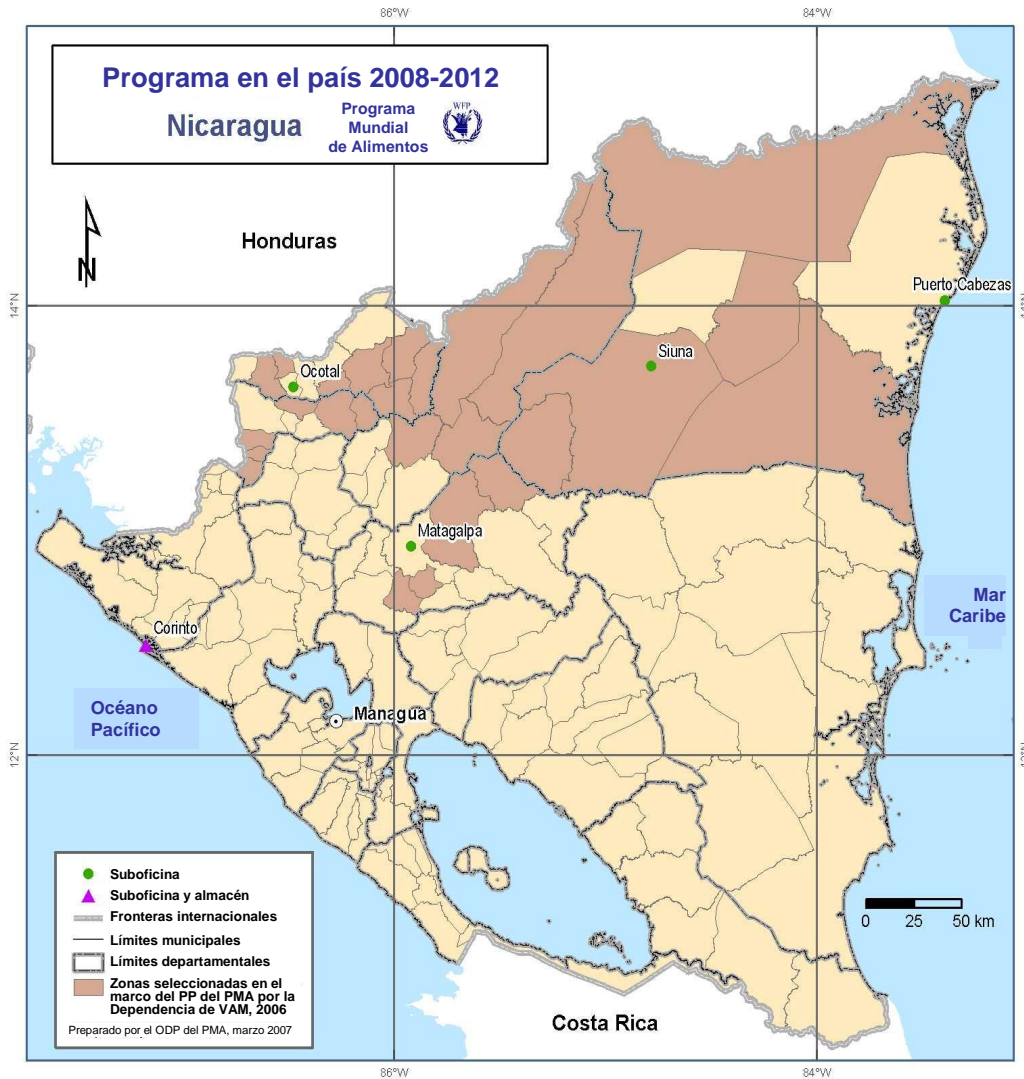 86°W
84°W
Programa en el país 2008-2012
Nicaragua
Programa
Mundial
de Alimentos
WFP
N
Honduras
14°N
14°N
Puerto Cabezas
Siuna
Ocotal
Matagalpa
Corinto
Mar
Caribe
Océano
Pacífico
Managua
12°N
12°N
Suboficina
Suboficina y almacén
Fronteras internacionales
Límites municipales
Límites departamentales
Zonas seleccionadas en el
marco del PP del PMA por la
Dependencia de VAM, 2006
Preparado por el ODP del PMA, marzo 2007
0 25 50 km
Costa Rica
86°W
84°W